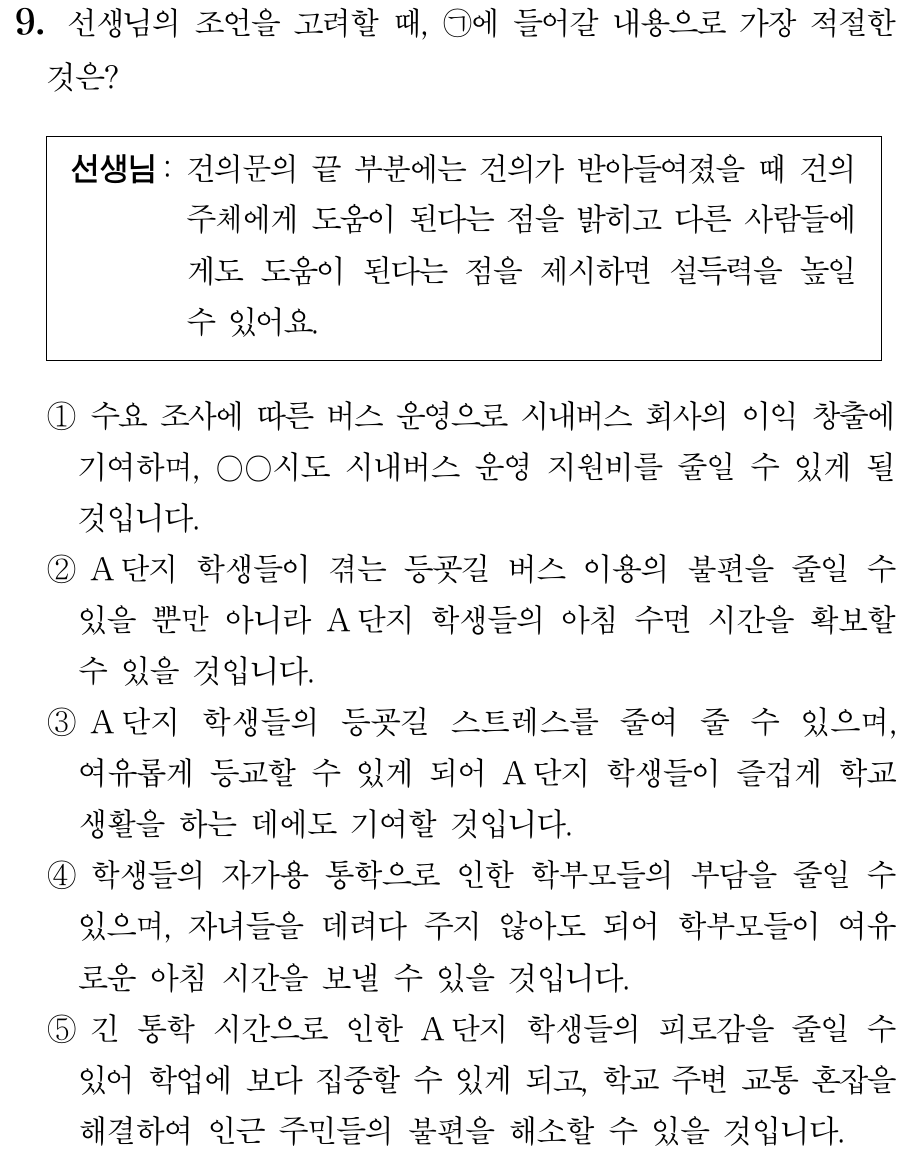 9. 선생님의 조언을 고려할 때, ㉠에 들어갈 내용으로 가장 적절한
것은?
선생님 : 건의문의 끝 부분에는 건의가 받아들여졌을 때 건의
주체에게 도움이 된다는 점을 밝히고 다른 사람들에
게도 도움이 된다는 점을 제시하면 설득력을 높일
수 있어요.
① 수요 조사에 따른 버스 운영으로 시내버스 회사의 이익 창출에
기여하며, ○○시도 시내버스 운영 지원비를 줄일 수 있게 될
것입니다.
② A단지 학생들이 겪는 등굣길 버스 이용의 불편을 줄일 수
있을 뿐만 아니라 A단지 학생들의 아침 수면 시간을 확보할
수 있을 것입니다.
③ A단지 학생들의 등굣길 스트레스를 줄여 줄 수 있으며,
여유롭게 등교할 수 있게 되어 A단지 학생들이 즐겁게 학교
생활을 하는 데에도 기여할 것입니다.
④ 학생들의 자가용 통학으로 인한 학부모들의 부담을 줄일 수
있으며, 자녀들을 데려다 주지 않아도 되어 학부모들이 여유
로운 아침 시간을 보낼 수 있을 것입니다.
⑤ 긴 통학 시간으로 인한 A단지 학생들의 피로감을 줄일 수
있어 학업에 보다 집중할 수 있게 되고, 학교 주변 교통 혼잡을
해결하여 인근 주민들의 불편을 해소할 수 있을 것입니다.